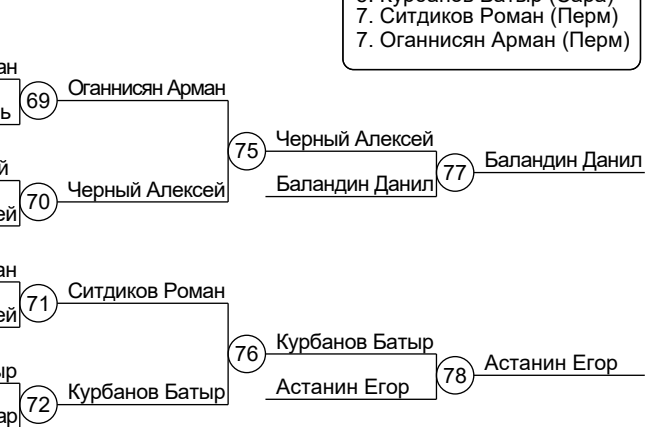 7. Ситдиков Роман (Перм)
7. Оганнисян Арман (Перм)
69
Оганнисян Арман
75
Черный Алексей
77
Баландин Данил
Баландин Данил
70
Черный Алексей
71
Ситдиков Роман
76
Курбанов Батыр
78
Астанин Егор
Астанин Егор
72
Курбанов Батыр